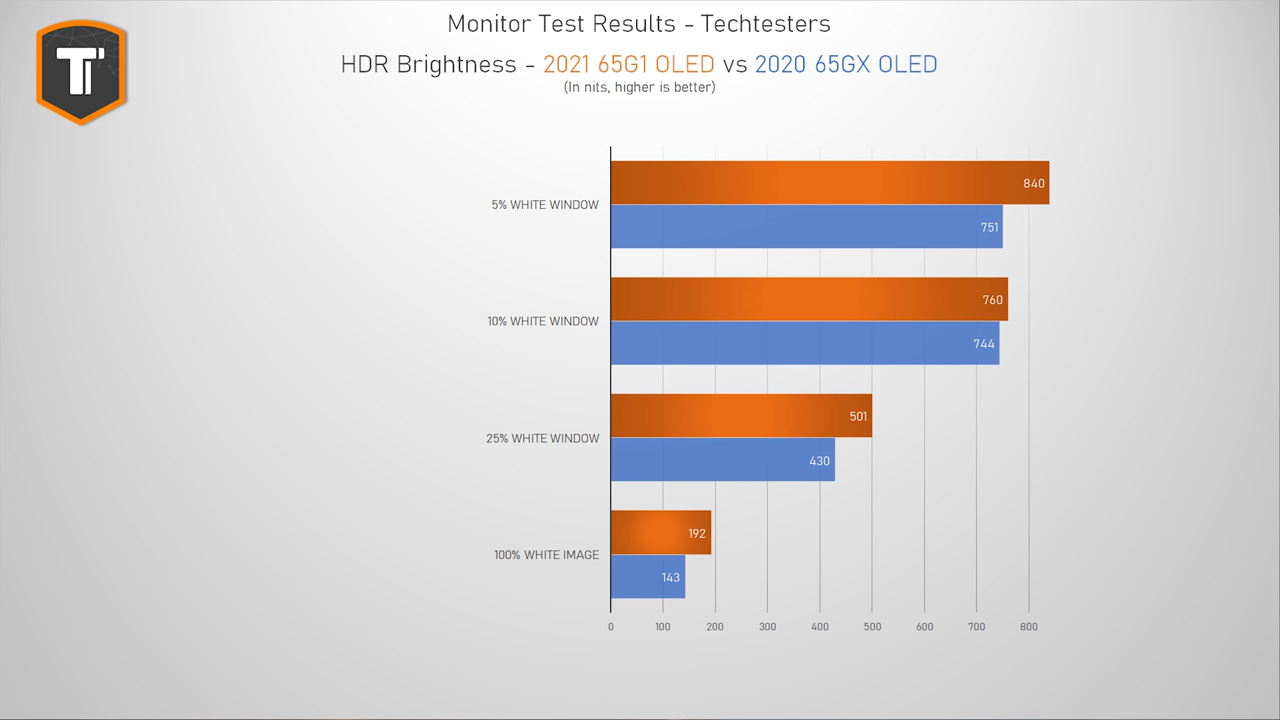 Monitor Test Results - Techtesters
HDR Brightness - 2021 65G1 OLED vs 2020 65GX OLED
(In nits, higher is better)
T
5% WHITE WINDOW
840
751
10% WHITE WINDOW
760
744
25% WHITE WINDOW
501
430
100% WHITE IMAGE
192
143
0 100 200 300 400 500 600 700 800